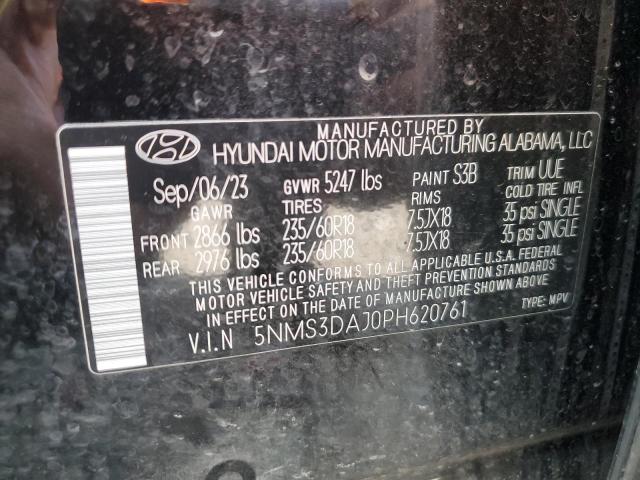 MANUFACTURED BY
HYUNDAI MOTOR MANUFACTURING ALABAMA, LLC
Sep/06/23 GVWR 5247 lbs PAINT S3B TRIM UUE
GAWR TIRES RIMS COLD TIRE INFL
FRONT 2866 lbs 235/60R18 7.5JX18 35 psi SINGLE
REAR 2976 lbs 235/60R18 7.5JX18 35 psi SINGLE
THIS VEHICLE CONFORMS TO ALL APPLICABLE U.S.A. FEDERAL
MOTOR VEHICLE SAFETY AND THEFT PREVENTION STANDARDS
IN EFFECT ON THE DATE OF MANUFACTURE SHOWN ABOVE.
V.I.N 5NMS3DAJ0PH620761 TYPE: MPV